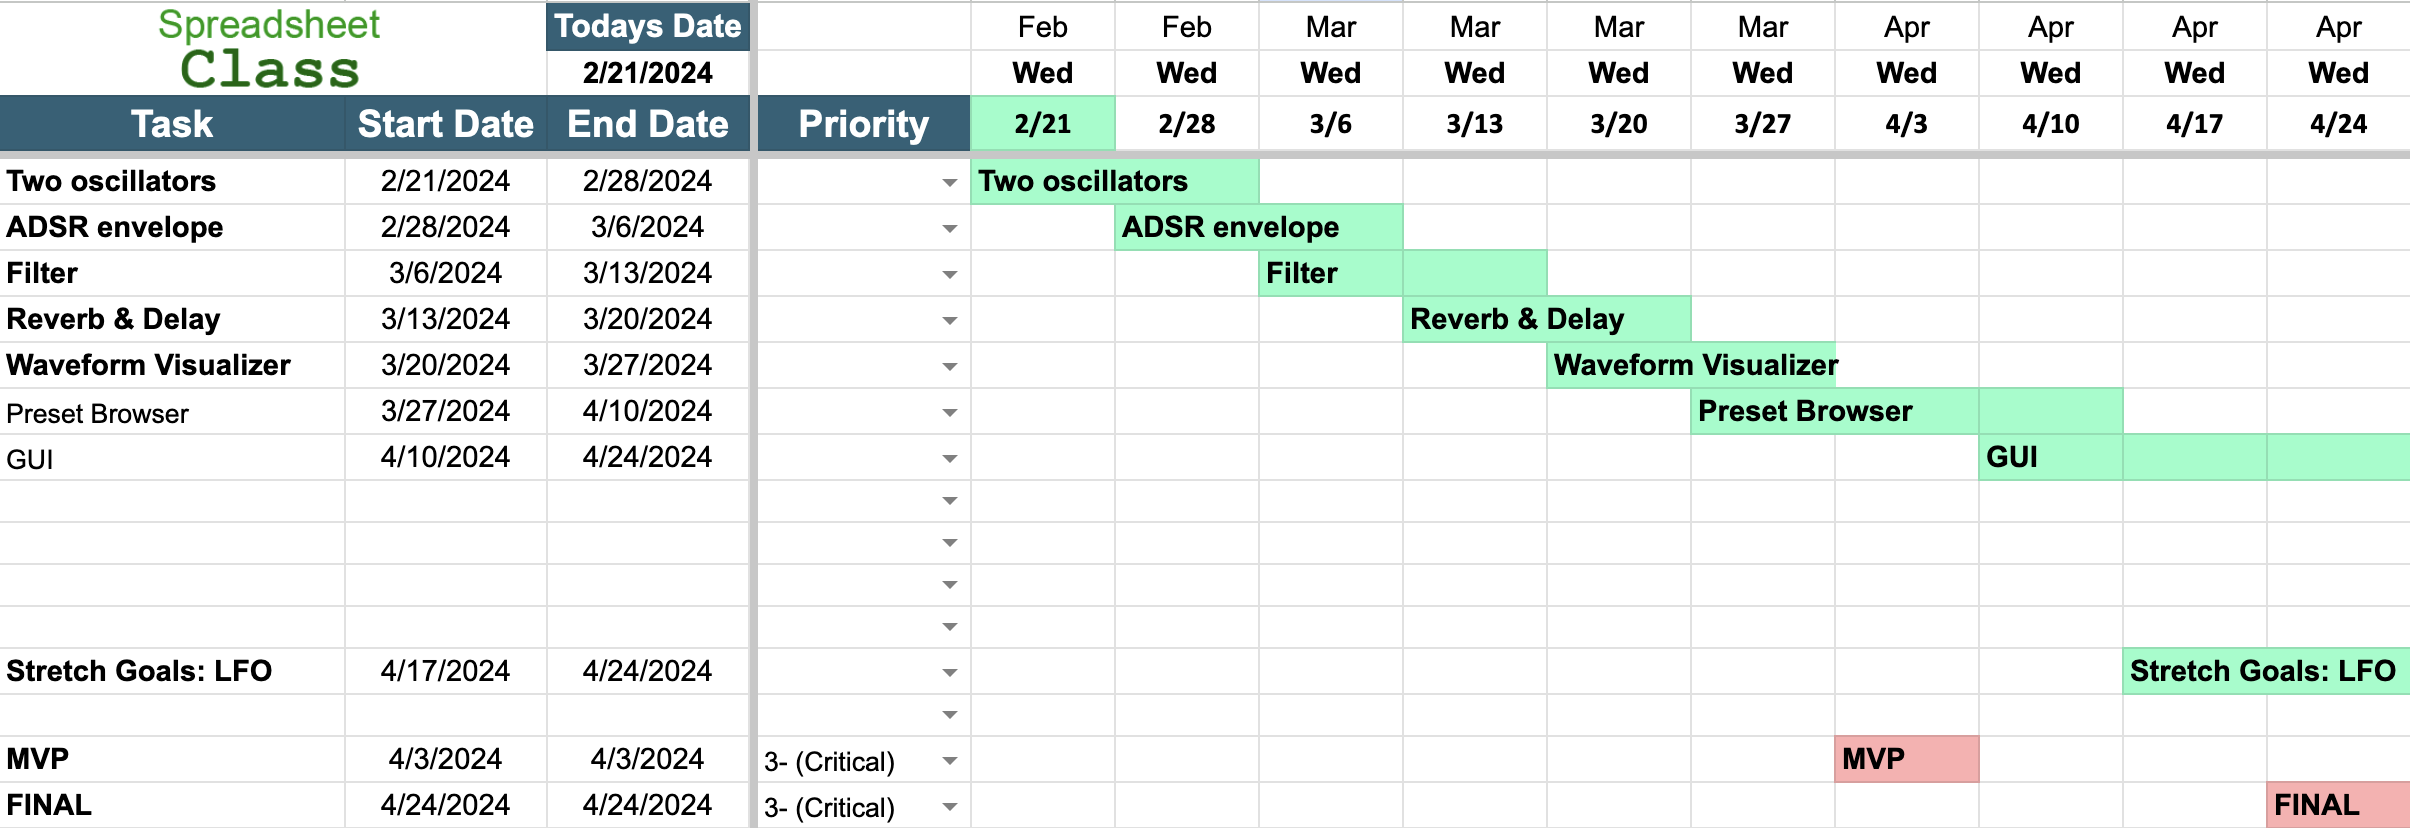 Spreadsheet Todays Date Feb Feb Mar Mar Mar Mar Apr Apr Apr Apr
Class 2/21/2024 Wed Wed Wed Wed Wed Wed Wed Wed Wed Wed
Task Start Date End Date Priority 2/21 2/28 3/6 3/13 3/20 3/27 4/3 4/10 4/17 4/24
Two oscillators 2/21/2024 2/28/2024 Two oscillators
ADSR envelope 2/28/2024 3/6/2024 ADSR envelope
Filter 3/6/2024 3/13/2024 Filter
Reverb & Delay 3/13/2024 3/20/2024 Reverb & Delay
Waveform Visualizer 3/20/2024 3/27/2024 Waveform Visualizer
Preset Browser 3/27/2024 4/10/2024 Preset Browser
GUI 4/10/2024 4/24/2024 GUI
Stretch Goals: LFO 4/17/2024 4/24/2024 Stretch Goals: LFO
MVP 4/3/2024 4/3/2024 3- (Critical) MVP
FINAL 4/24/2024 4/24/2024 3- (Critical) FINAL